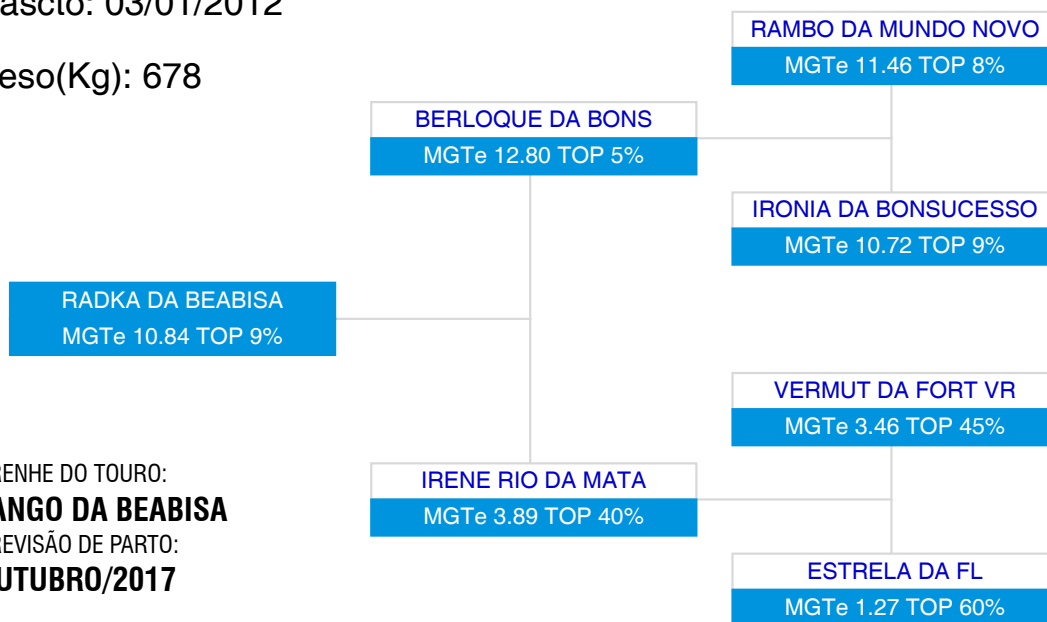 ascto: 03/01/2012
eso(Kg): 678
RAMBO DA MUNDO NOVO
MGTe 11.46 TOP 8%
BERLOQUE DA BONS
MGTe 12.80 TOP 5%
IRONIA DA BONSUCESSO
MGTe 10.72 TOP 9%
RADKA DA BEABISA
MGTe 10.84 TOP 9%
VERMUT DA FORT VR
MGTe 3.46 TOP 45%
IRENE RIO DA MATA
MGTe 3.89 TOP 40%
ESTRELA DA FL
MGTe 1.27 TOP 60%
RENHE DO TOURO:
ANGO DA BEABISA
REVISÃO DE PARTO:
UTUBRO/2017